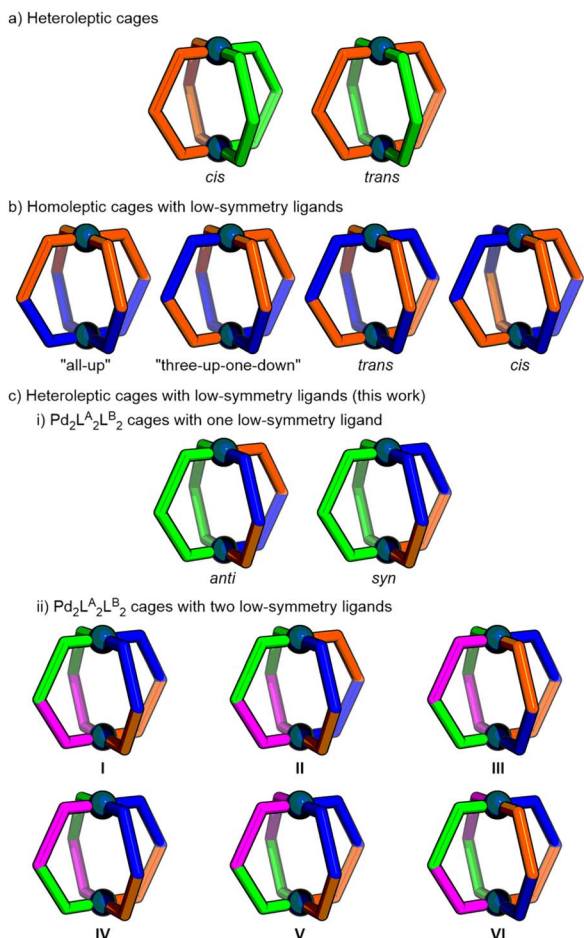 a) Heteroleptic cages
cis trans
b) Homoleptic cages with low-symmetry ligands
"all-up" "three-up-one-down" trans cis
c) Heteroleptic cages with low-symmetry ligands (this work)
i) Pd₂Lᴬ₂Lᴮ₂ cages with one low-symmetry ligand
anti syn
ii) Pd₂Lᴬ₂Lᴮ₂ cages with two low-symmetry ligands
I II III
IV V VI